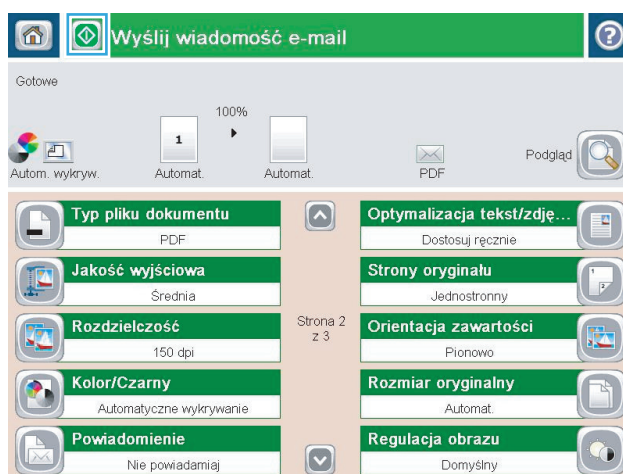 Wyślij wiadomość e-mail
?
Gotowe
100%
1
Autom. wykryw.
Automat.
Automat.
PDF
Podgląd
Typ pliku dokumentu
PDF
Jakość wyjściowa
Średnia
Rozdzielczość
150 dpi
Kolor/Czarny
Automatyczne wykrywanie
Powiadomienie
Nie powiadamiaj
Strona 2
z 3
Optymalizacja tekst/zdję...
Dostosuj ręcznie
Strony oryginału
Jednostronny
1
2
Orientacja zawartości
Pionowo
Rozmiar oryginalny
Automat.
Regulacja obrazu
Domyślny